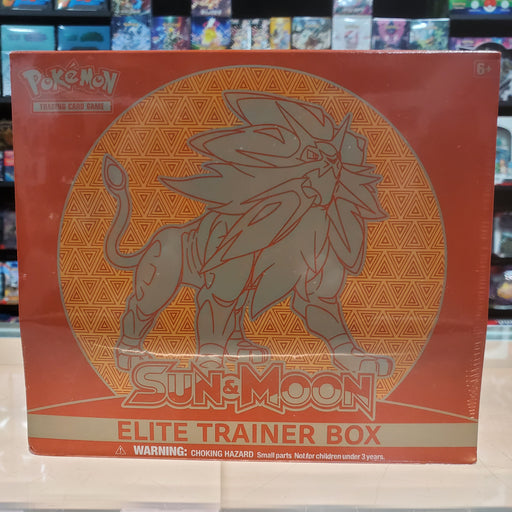 POKéMON
TRADING CARD GAME
6+
SUN & MOON
ELITE TRAINER BOX
WARNING: CHOKING HAZARD Small parts Not for children under 3 years.